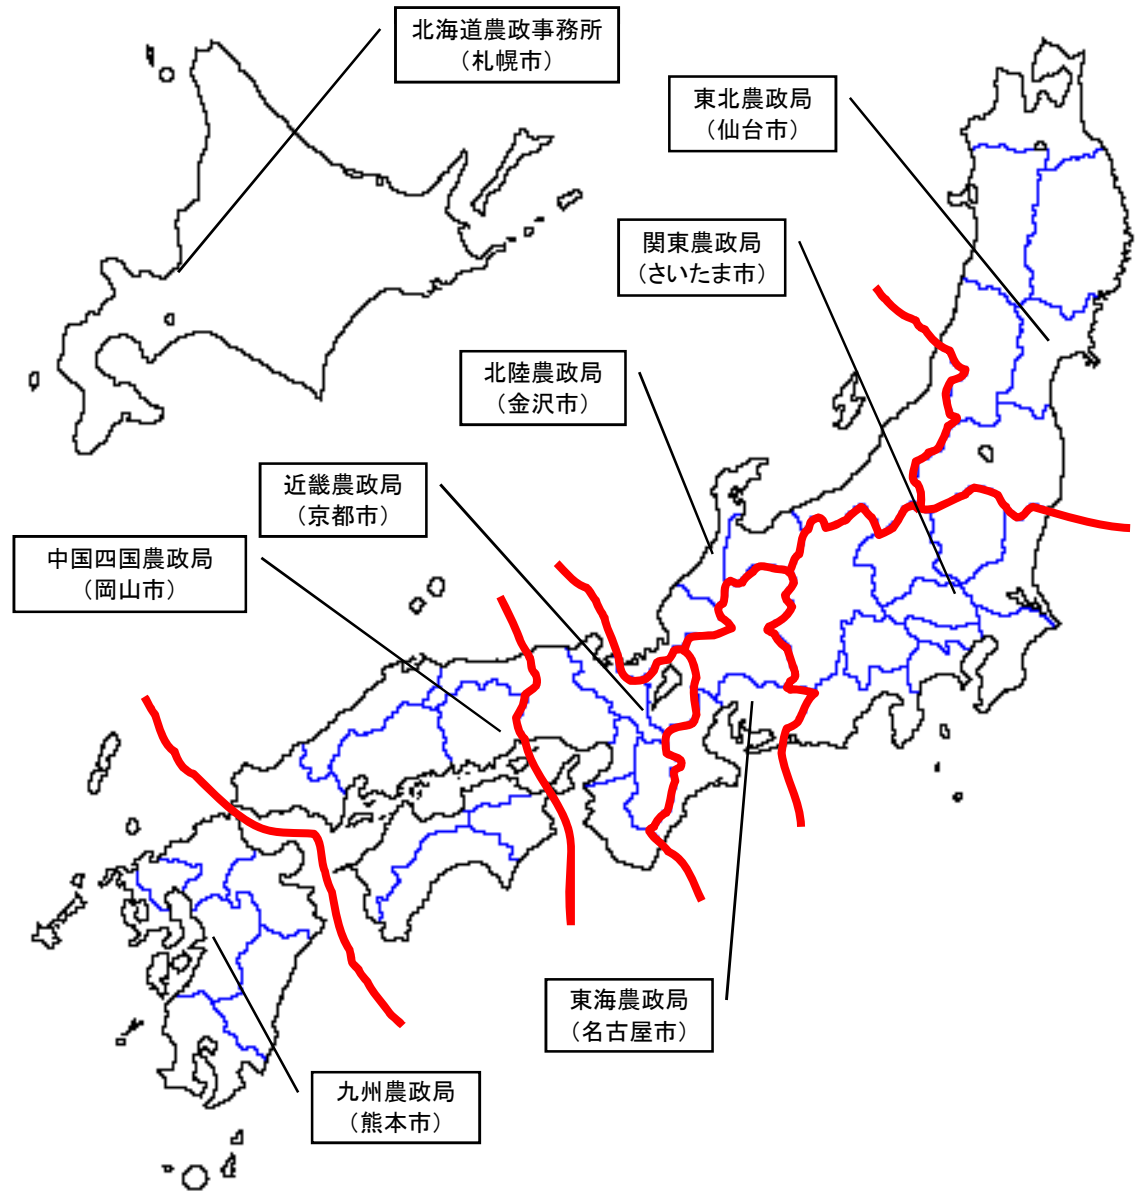 北海道農政事務所
（札幌市）
東北農政局
（仙台市）
関東農政局
（さいたま市）
北陸農政局
（金沢市）
近畿農政局
（京都市）
中国四国農政局
（岡山市）
東海農政局
（名古屋市）
九州農政局
（熊本市）